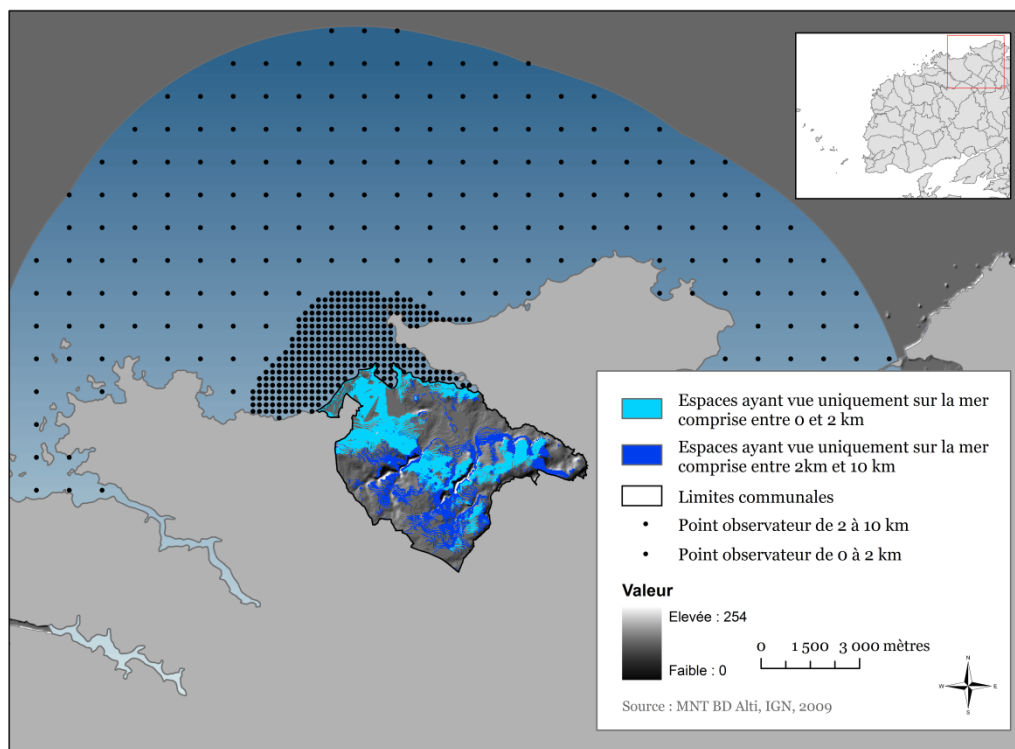 Espaces ayant vue uniquement sur la mer
comprise entre 0 et 2 km
Espaces ayant vue uniquement sur la mer
comprise entre 2km et 10 km
Limites communales
Point observateur de 2 à 10 km
Point observateur de 0 à 2 km
Valeur
Elevée : 254
Faible : 0
0 1 500 3 000 mètres
N
W E
S
Source : MNT BD Alti, IGN, 2009